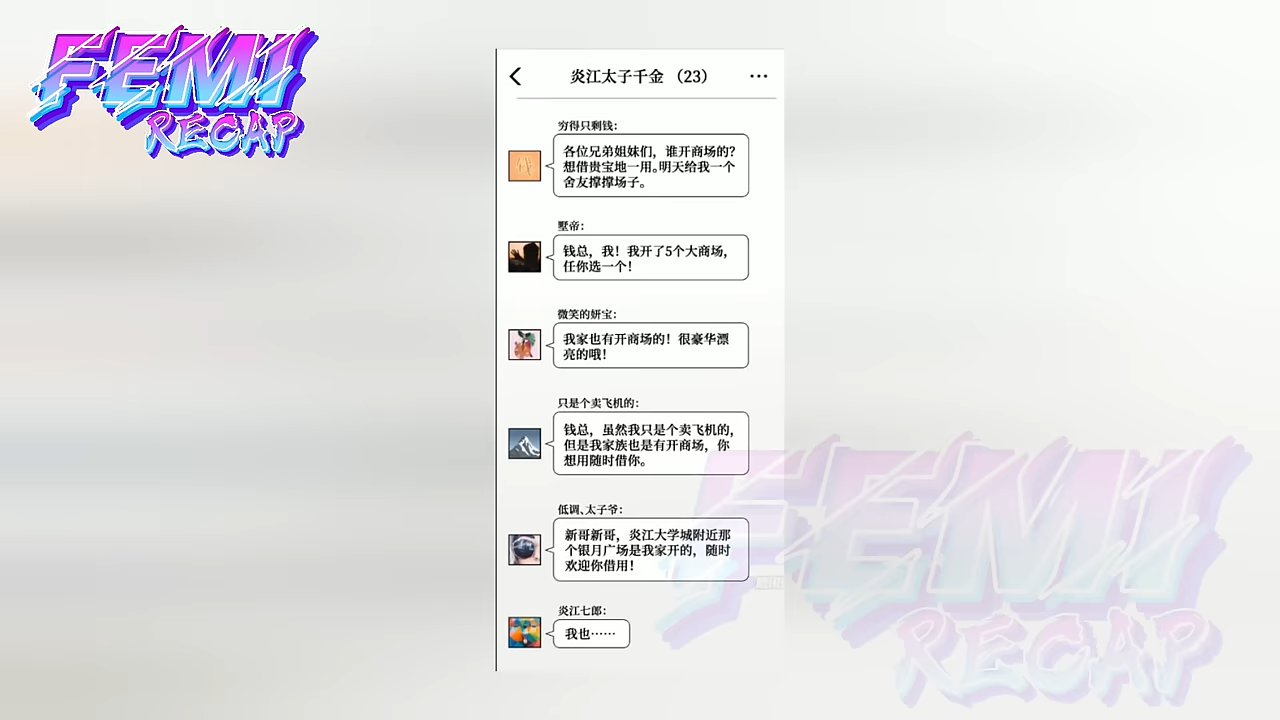 FEMI
RECAP
炎江太子千金 （23）
穷得只剩钱：
各位兄弟姐妹们，谁开商场的？
想借贵宝地一用。明天给我一个
舍友撑撑场子。
墅帝：
钱总，我！我开了5个大商场，
任你选一个！
微笑的妍宝：
我家也有开商场的！很豪华漂
亮的哦！
只是个卖飞机的：
钱总，虽然我只是个卖飞机的，
但是我家族也是有开商场，你
想用随时借你。
低调、太子爷：
新哥新哥，炎江大学城附近那
个银月广场是我家开的，随时
欢迎你借用！
炎江七郎：
我也……
FEMI
RECAP